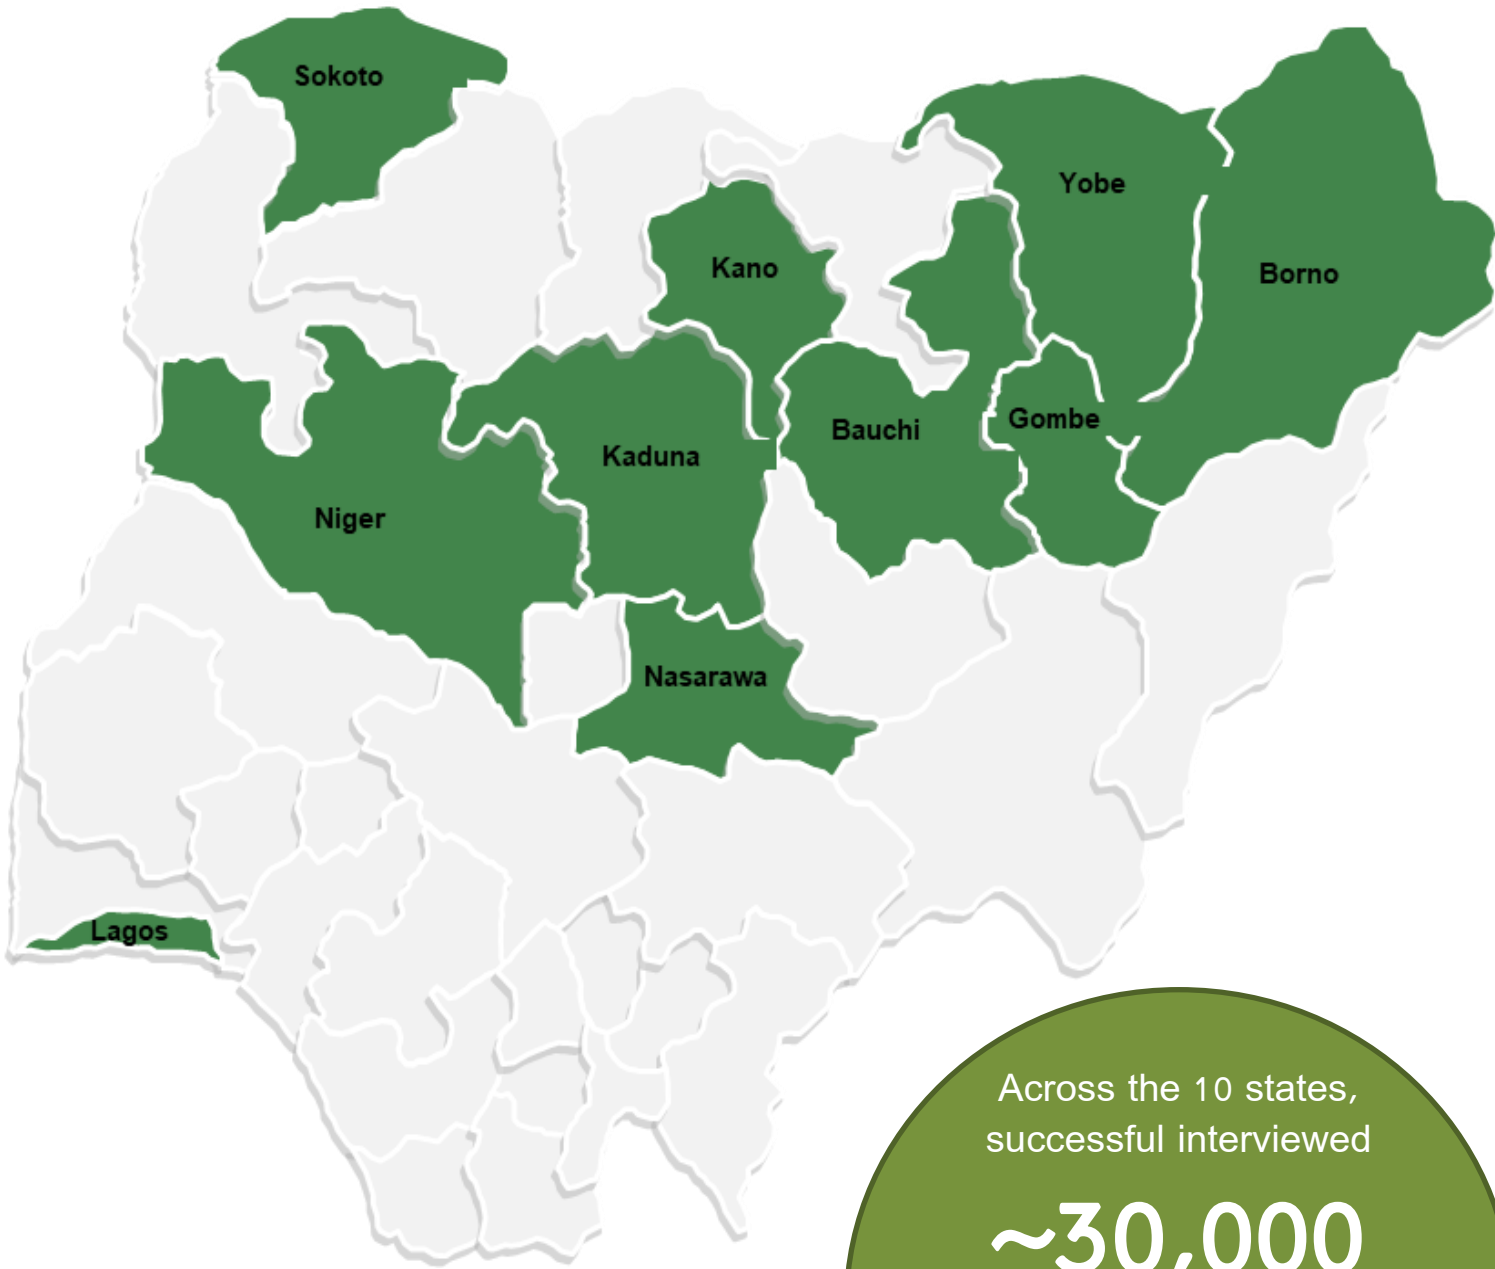 Sokoto
Yobe
Kano
Borno
Gombe
Bauchi
Kaduna
Niger
Nasarawa
Lagos
Across the 10 states,
successful interviewed
~30,000